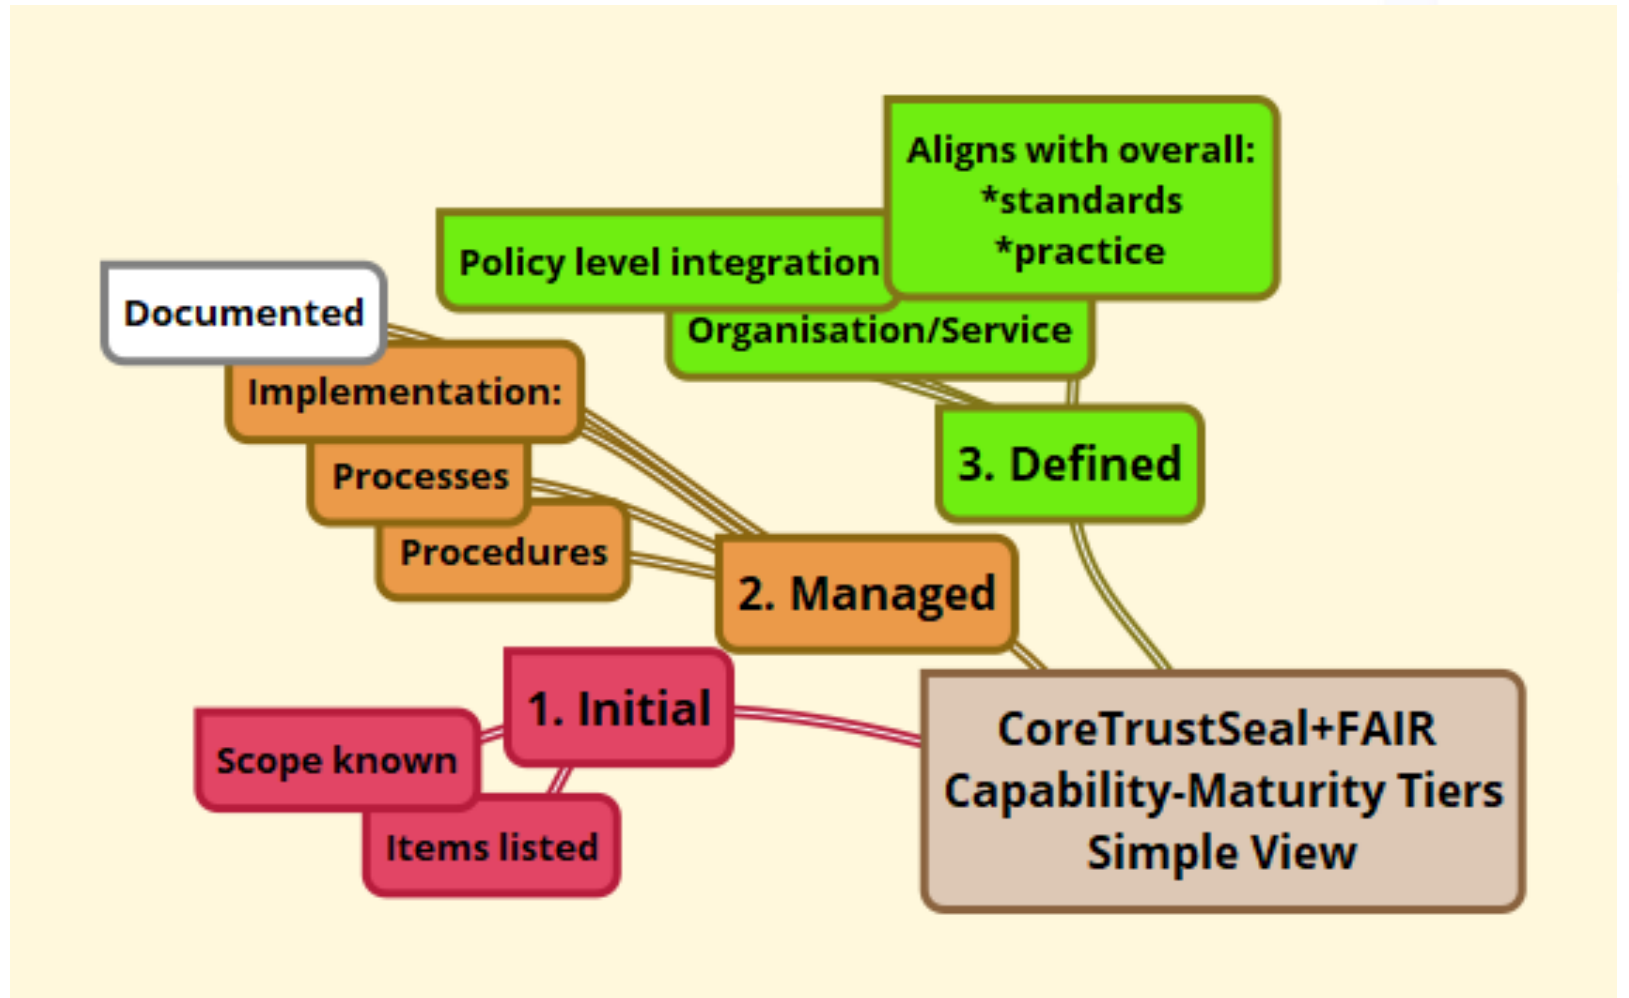 Aligns with overall:
*standards
*practice
Policy level integration
Organisation/Service
3. Defined
Documented
Implementation:
Processes
Procedures
2. Managed
1. Initial
Scope known
Items listed
CoreTrustSeal+FAIR
Capability-Maturity Tiers
Simple View